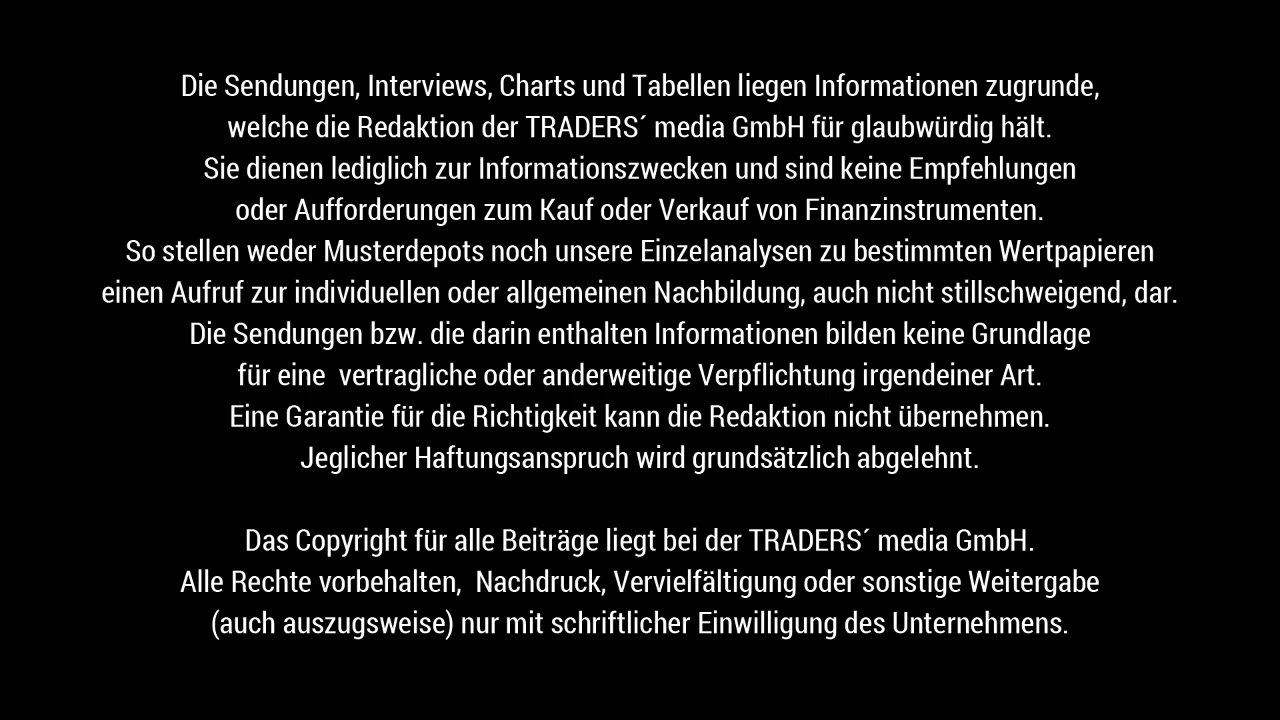 Die Sendungen, Interviews, Charts und Tabellen liegen Informationen zugrunde,
welche die Redaktion der TRADERS´ media GmbH für glaubwürdig hält.
Sie dienen lediglich zur Informationszwecken und sind keine Empfehlungen
oder Aufforderungen zum Kauf oder Verkauf von Finanzinstrumenten.
So stellen weder Musterdepots noch unsere Einzelanalysen zu bestimmten Wertpapieren
einen Aufruf zur individuellen oder allgemeinen Nachbildung, auch nicht stillschweigend, dar.
Die Sendungen bzw. die darin enthalten Informationen bilden keine Grundlage
für eine  vertragliche oder anderweitige Verpflichtung irgendeiner Art.
Eine Garantie für die Richtigkeit kann die Redaktion nicht übernehmen.
Jeglicher Haftungsanspruch wird grundsätzlich abgelehnt.
Das Copyright für alle Beiträge liegt bei der TRADERS´ media GmbH.
Alle Rechte vorbehalten,  Nachdruck, Vervielfältigung oder sonstige Weitergabe
(auch auszugsweise) nur mit schriftlicher Einwilligung des Unternehmens.